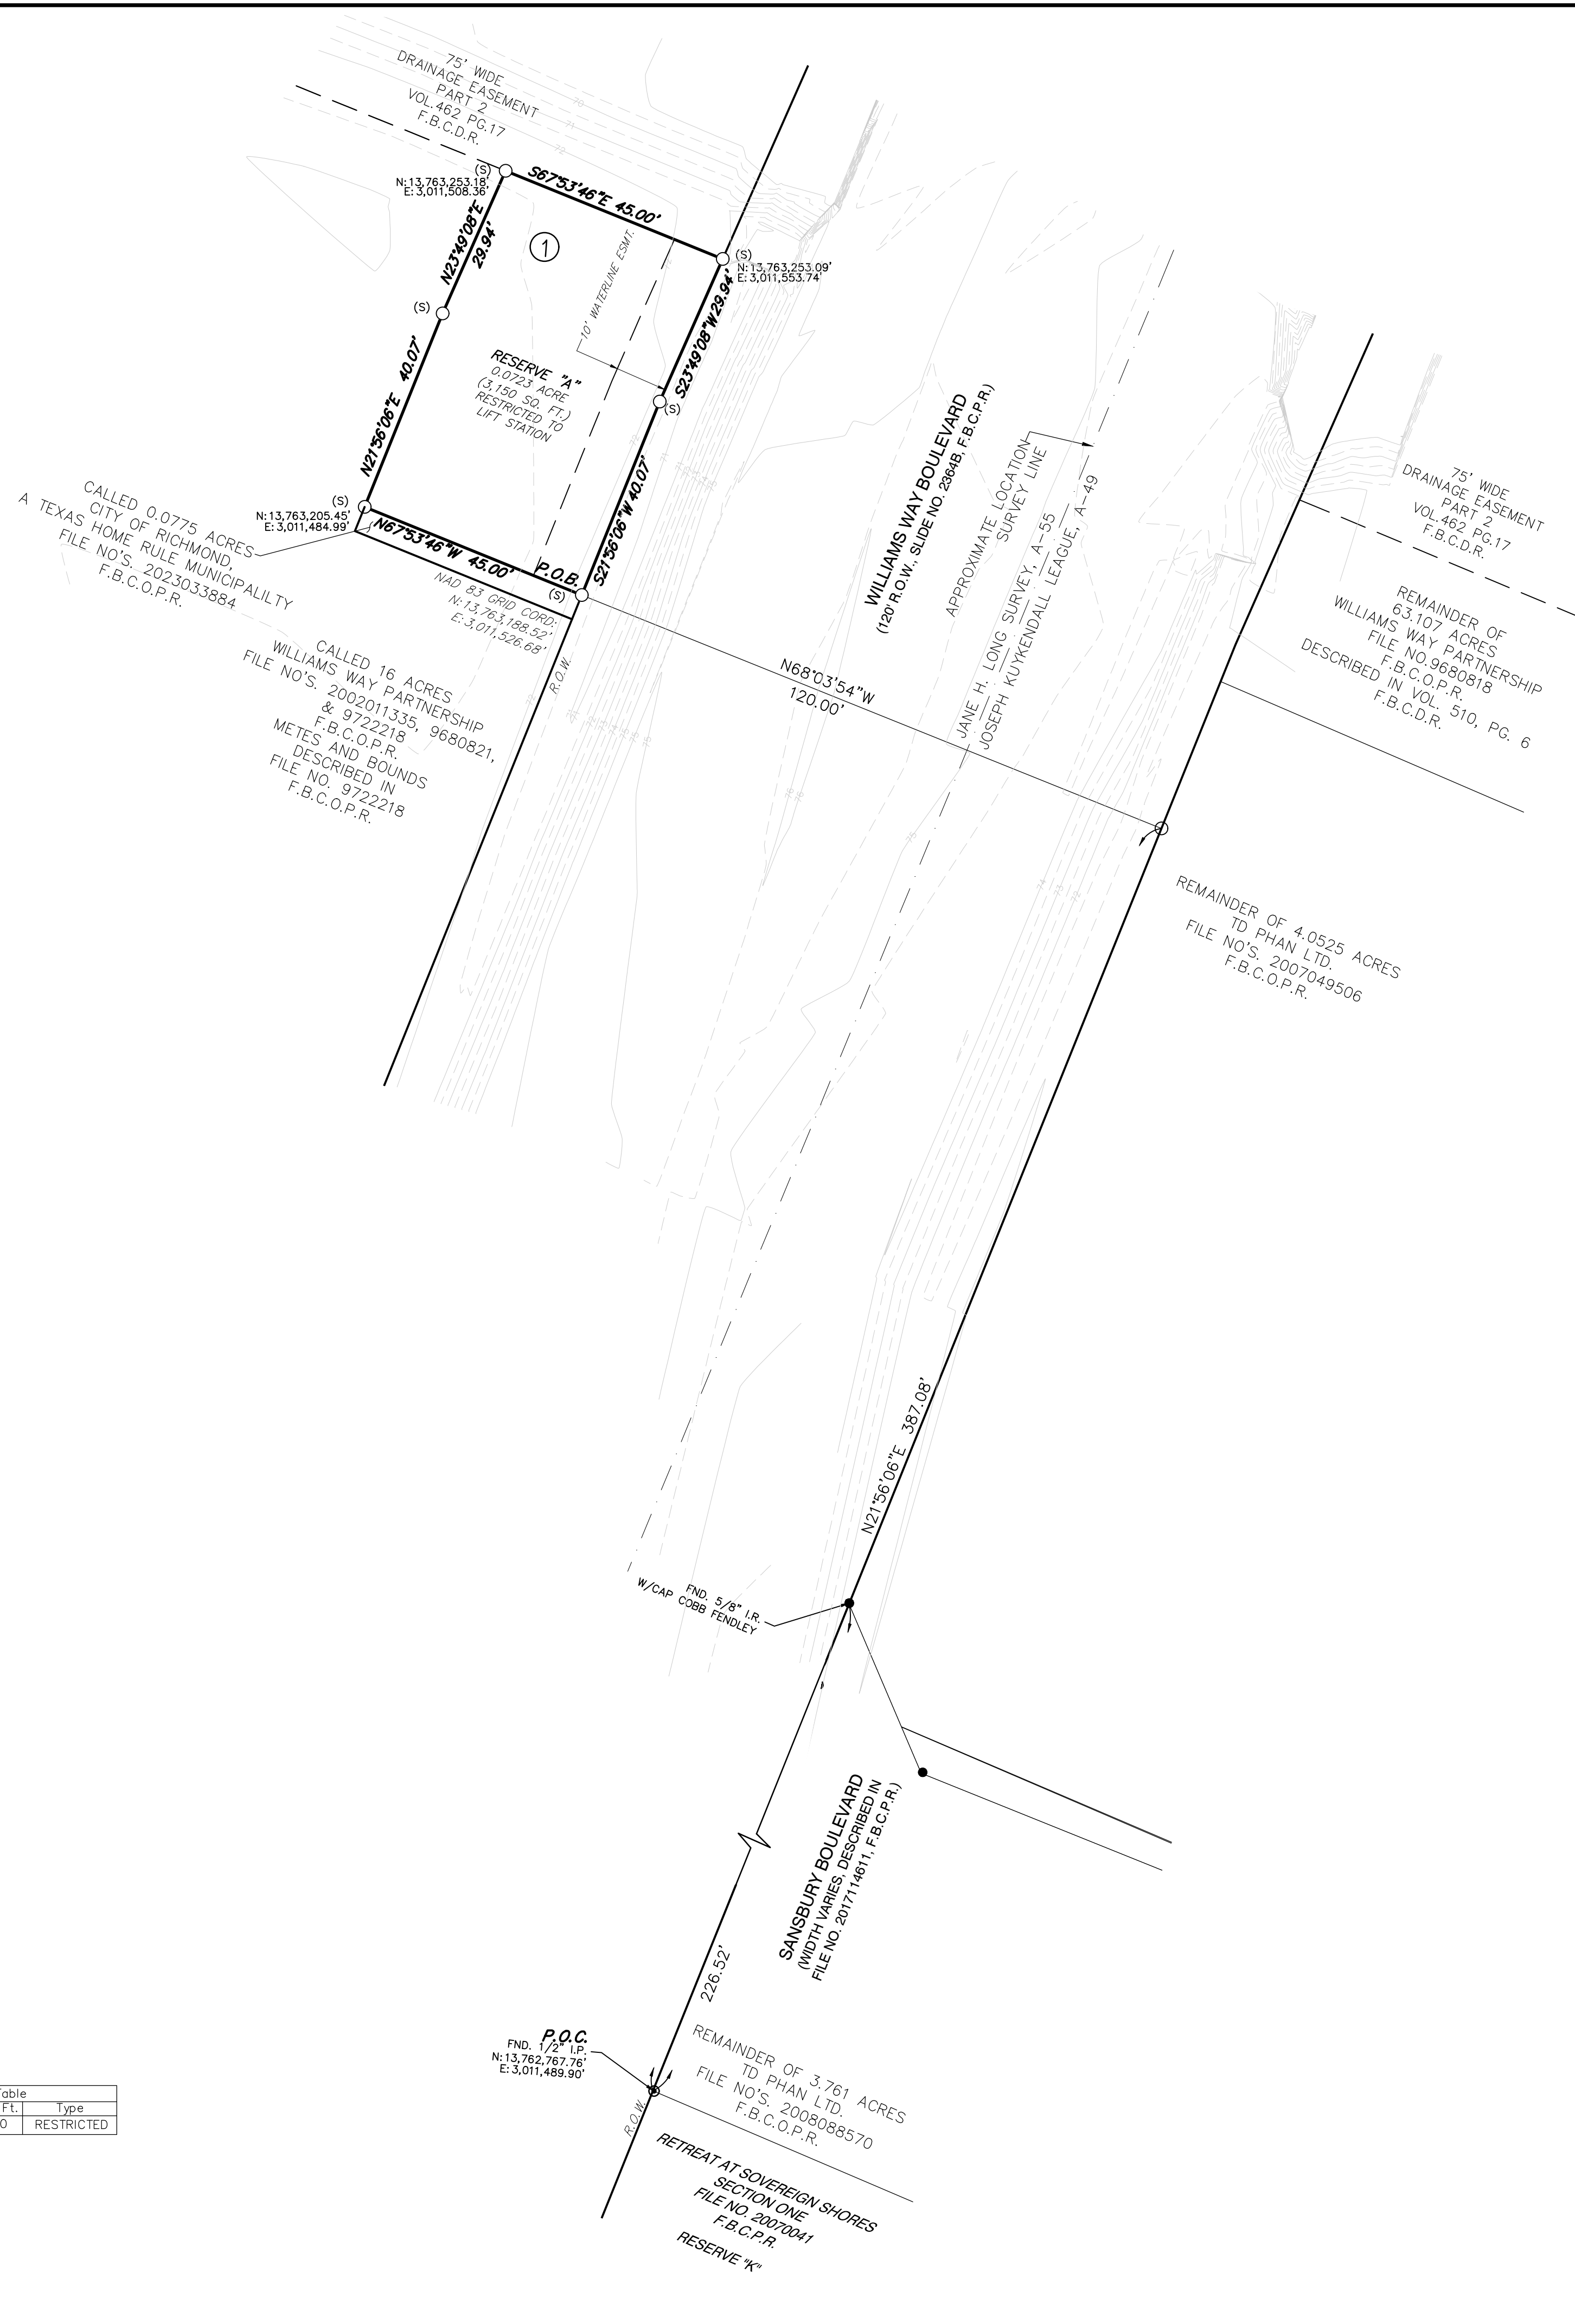 75' WIDE
DRAINAGE EASEMENT
PART 2
VOL.462 PG.17
F.B.C.D.R.
70
71
72
(S)
N: 13,763,253.18'
E: 3,011,508.36'
S67°53'46"E 45.00'
N23°49'08"E
29.94'
1
10' WATERLINE ESMT.
(S)
N: 13,763,253.09'
E: 3,011,553.74'
S23°49'08"W 29.94'
(S)
N21°56'06"E 40.07'
RESERVE "A"
0.0723 ACRE
(3,150 SQ. FT.)
RESTRICTED TO
LIFT STATION
(S)
S21°56'06"W 40.07'
(S)
N: 13,763,205.45'
E: 3,011,484.99'
N67°53'46"W 45.00'
P.O.B.
(S)
NAD 83 GRID CORD:
N: 13,763,188.52'
E: 3,011,526.68'
R.O.W.
CALLED 0.0775 ACRES
CITY OF RICHMOND,
A TEXAS HOME RULE MUNICIPALILTY
FILE NO'S. 2023033884
F.B.C.O.P.R.
CALLED 16 ACRES
WILLIAMS WAY PARTNERSHIP
FILE NO'S. 2002011335, 9680821,
& 9722218
F.B.C.O.P.R.
METES AND BOUNDS
DESCRIBED IN
FILE NO. 9722218
F.B.C.O.P.R.
WILLIAMS WAY BOULEVARD
(120' R.O.W., SLIDE NO. 2364B, F.B.C.P.R.)
APPROXIMATE LOCATION
SURVEY LINE
JANE H. LONG SURVEY, A-55
JOSEPH KUYKENDALL LEAGUE, A-49
N68°03'54"W
120.00'
75' WIDE
DRAINAGE EASEMENT
PART 2
VOL.462 PG.17
F.B.C.D.R.
REMAINDER OF
63.107 ACRES
WILLIAMS WAY PARTNERSHIP
FILE NO.9680818
F.B.C.O.P.R.
DESCRIBED IN VOL. 510, PG. 6
F.B.C.D.R.
75
74
73
72
REMAINDER OF 4.0525 ACRES
TD PHAN LTD.
FILE NO'S. 2007049506
F.B.C.O.P.R.
N21°56'06"E 387.08'
FND. 5/8" I.R.
W/CAP COBB FENDLEY
SANSBURY BOULEVARD
(WIDTH VARIES, DESCRIBED IN
FILE NO. 2017114611, F.B.C.P.R.)
226.52'
P.O.C.
FND. 1/2" I.P.
N: 13,762,767.76'
E: 3,011,489.90'
R.O.W.
REMAINDER OF 3.761 ACRES
TD PHAN LTD.
FILE NO'S. 2008088570
F.B.C.O.P.R.
RETREAT AT SOVEREIGN SHORES
SECTION ONE
FILE NO. 20070041
F.B.C.P.R.
RESERVE "K"
Table
Ft. Type
0 RESTRICTED